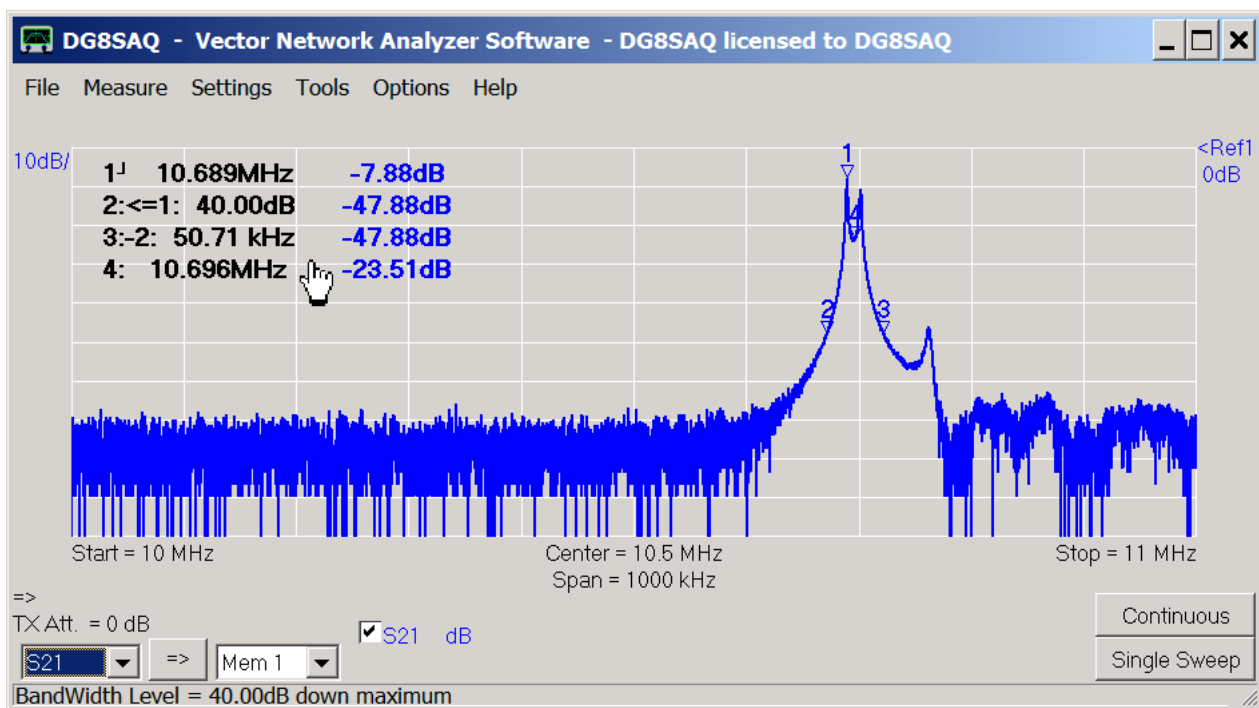 DG8SAQ - Vector Network Analyzer Software - DG8SAQ licensed to DG8SAQ
File Measure Settings Tools Options Help
10dB/
<Ref1
0dB
1┘ 10.689MHz -7.88dB
2:<=1: 40.00dB -47.88dB
3:-2: 50.71 kHz -47.88dB
4: 10.696MHz -23.51dB
1
4
2
3
Start = 10 MHz Center = 10.5 MHz Stop = 11 MHz
Span = 1000 kHz
=>
TX Att. = 0 dB
S21 dB
Continuous
S21 => Mem 1
Single Sweep
BandWidth Level = 40.00dB down maximum